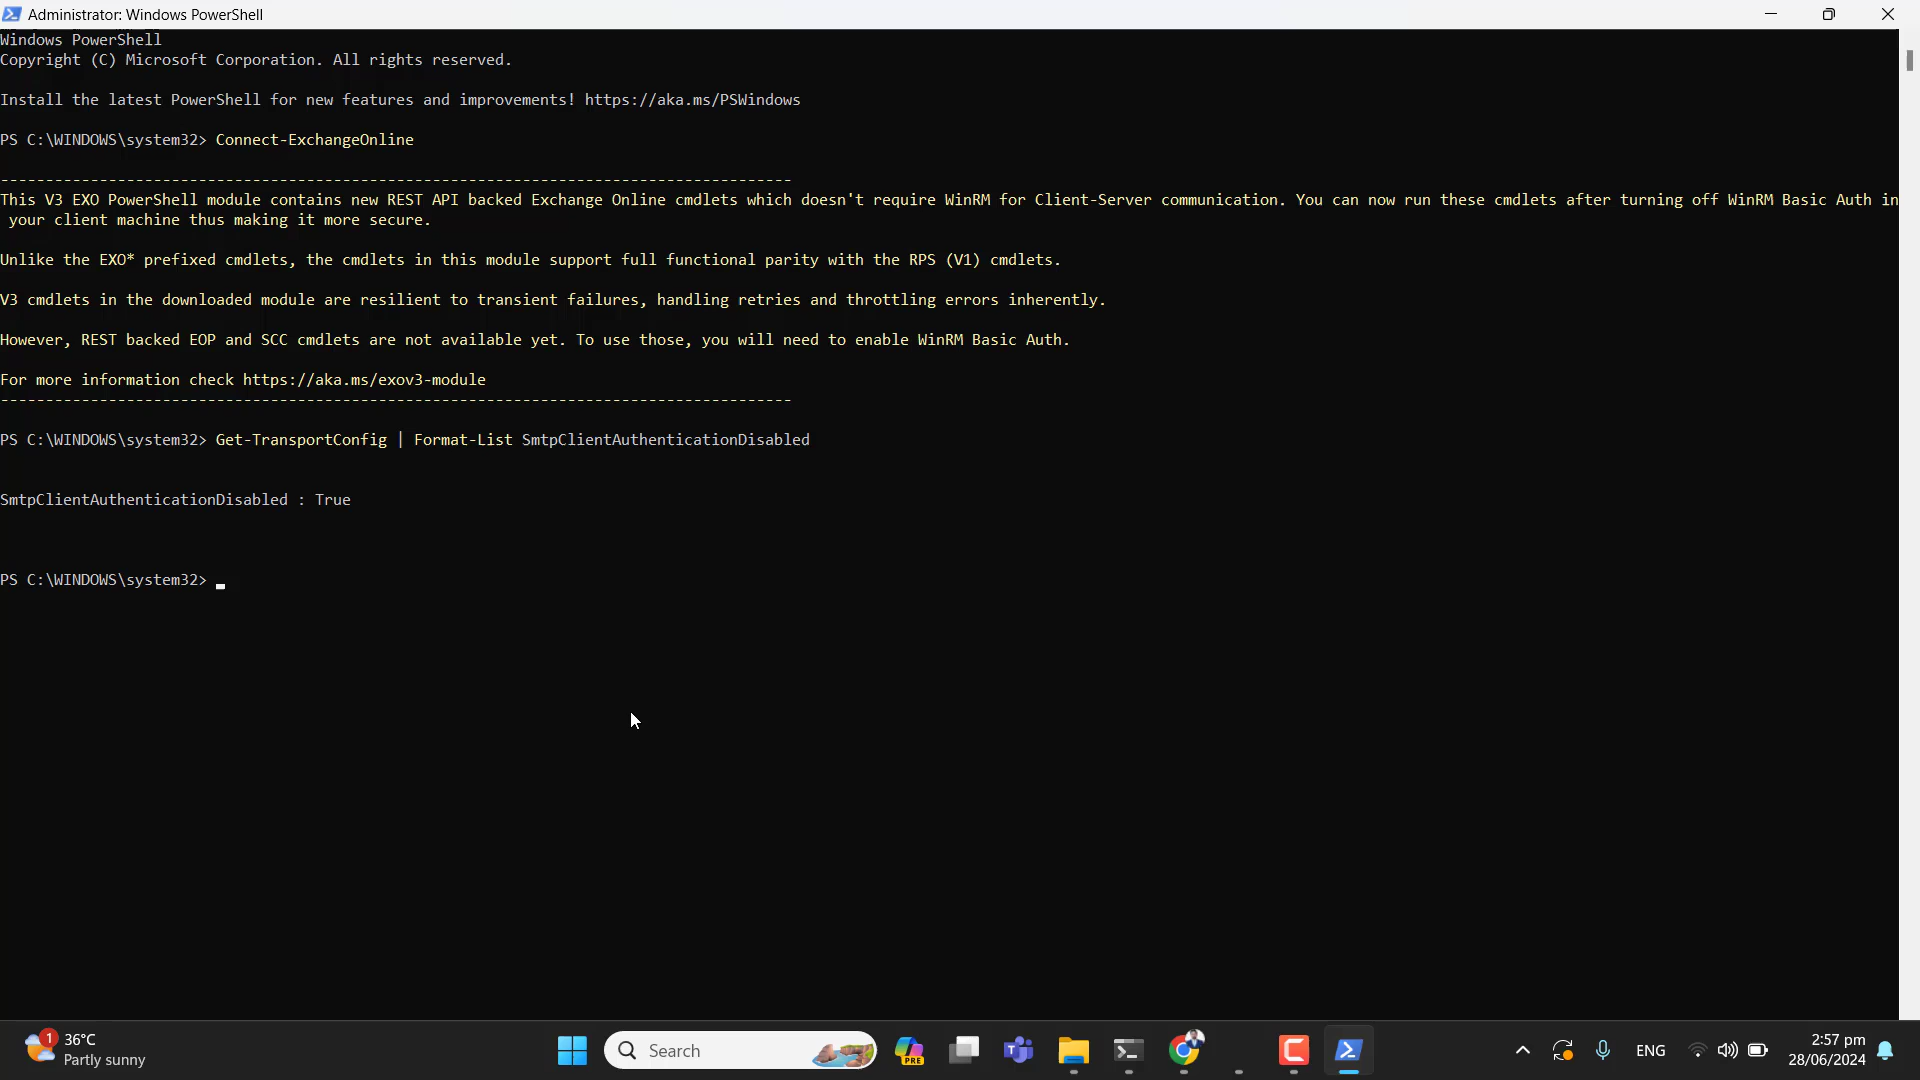 Administrator: Windows PowerShell
Windows PowerShell
Copyright (C) Microsoft Corporation. All rights reserved.
Install the latest PowerShell for new features and improvements! https://aka.ms/PSWindows
PS C:\WINDOWS\system32> Connect-ExchangeOnline
----------------------------------------------------------------------------------------
This V3 EXO PowerShell module contains new REST API backed Exchange Online cmdlets which doesn't require WinRM for Client-Server communication. You can now run these cmdlets after turning off WinRM Basic Auth in
your client machine thus making it more secure.
Unlike the EXO* prefixed cmdlets, the cmdlets in this module support full functional parity with the RPS (V1) cmdlets.
V3 cmdlets in the downloaded module are resilient to transient failures, handling retries and throttling errors inherently.
However, REST backed EOP and SCC cmdlets are not available yet. To use those, you will need to enable WinRM Basic Auth.
For more information check https://aka.ms/exov3-module
----------------------------------------------------------------------------------------
PS C:\WINDOWS\system32> Get-TransportConfig | Format-List SmtpClientAuthenticationDisabled
SmtpClientAuthenticationDisabled : True
PS C:\WINDOWS\system32>
1
36°C
Partly sunny
Search
PRE
ENG
2:57 pm
28/06/2024